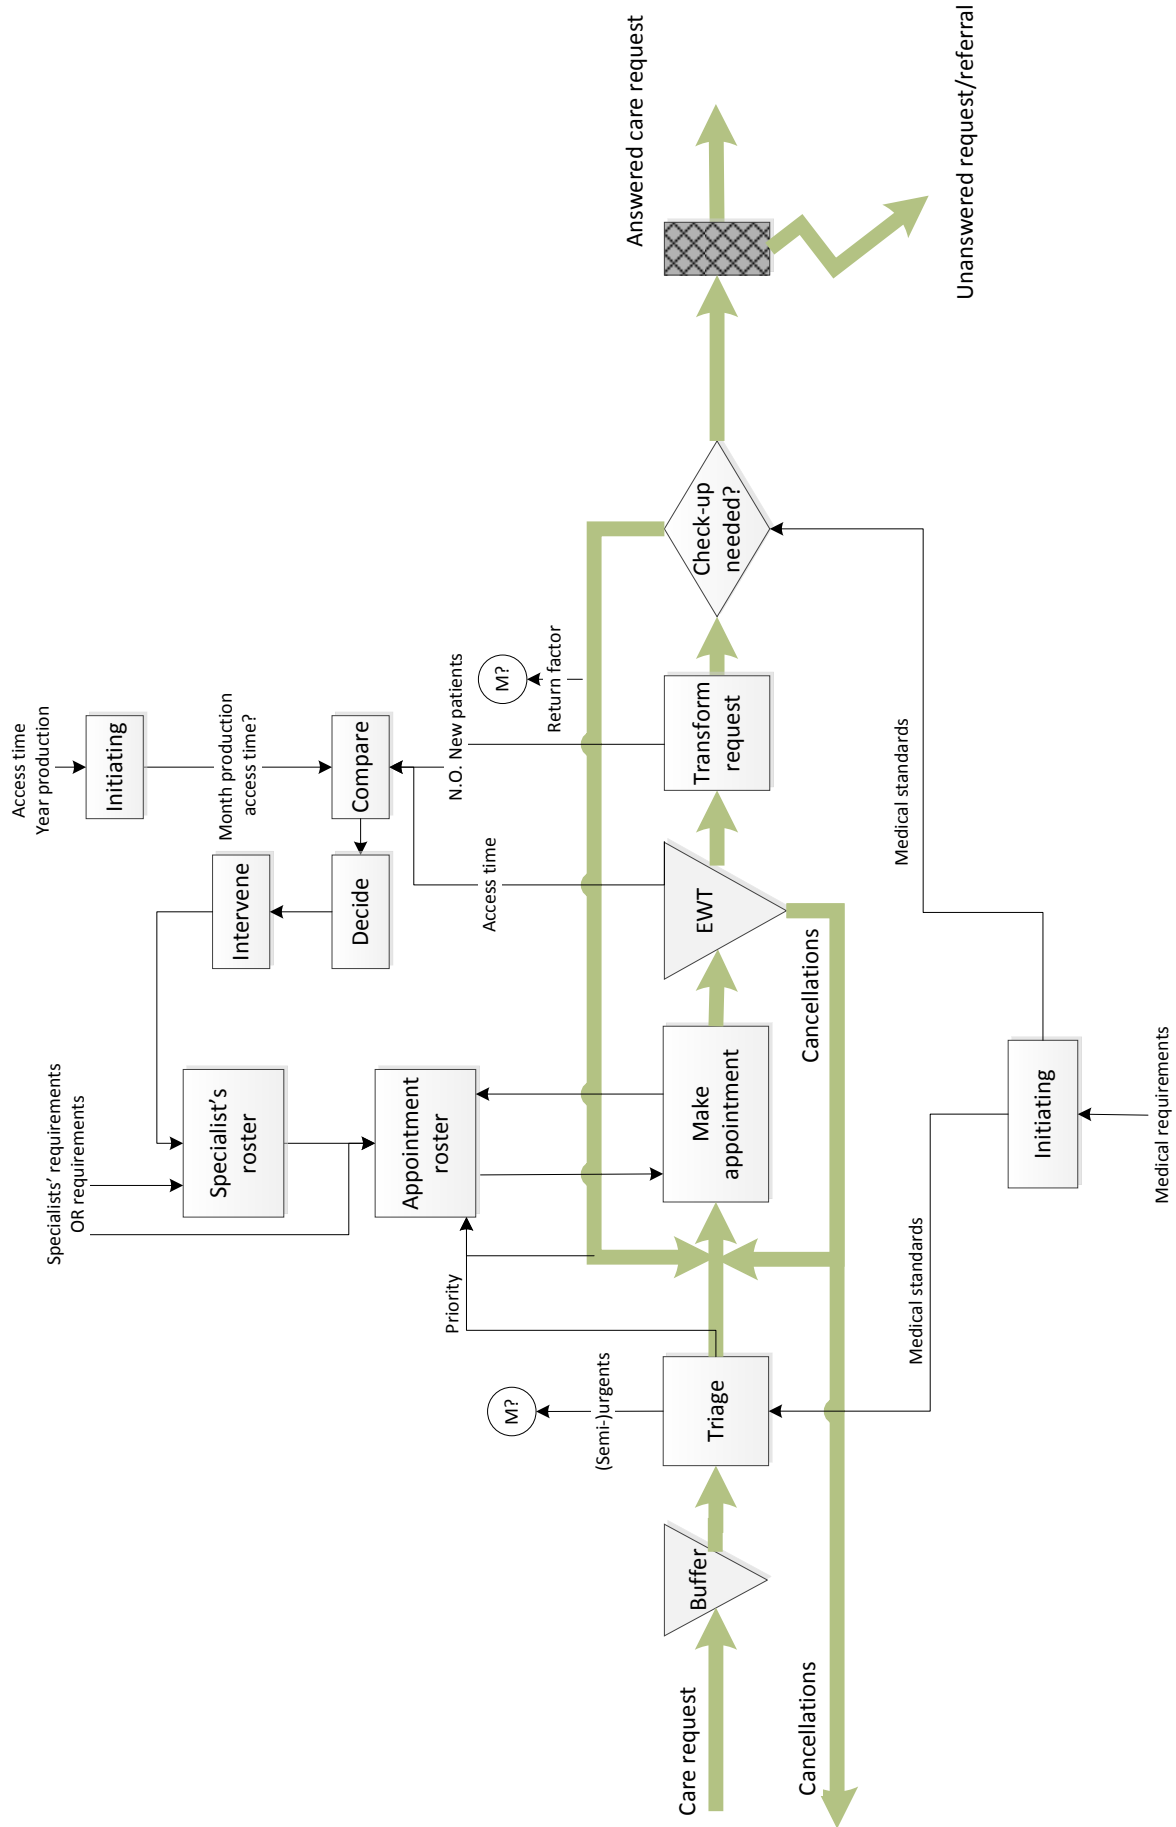 Access time
Year production
Initiating
Month production
access time?
Compare
Decide
Intervene
Specialists' requirements
OR requirements
Specialist's
roster
Appointment
roster
Priority
(Semi-)urgents
M?
Access time
N.O. New patients
Return factor
M?
Care request
Buffer
Triage
Make
appointment
EWT
Transform
request
Check-up
needed?
Answered care request
Unanswered request/referral
Cancellations
Cancellations
Medical standards
Medical standards
Initiating
Medical requirements